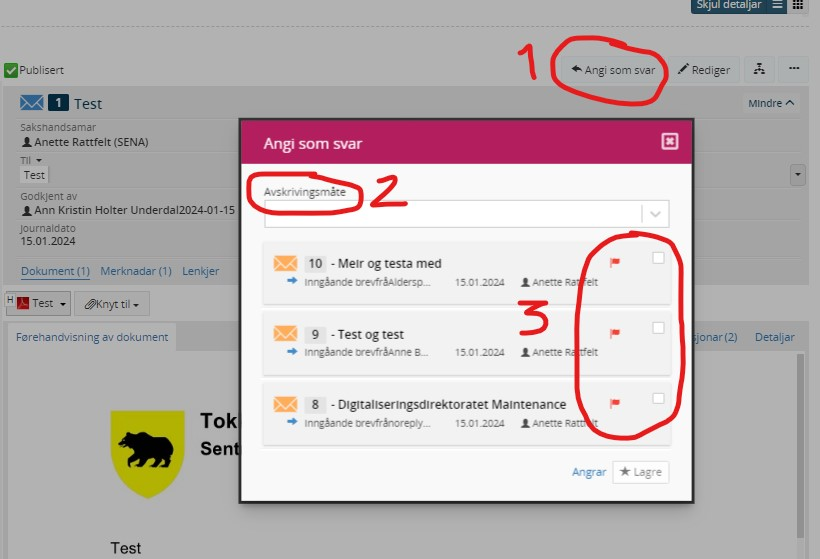 Skjul detaljar
Publisert
1
Angi som svar
Rediger
1 Test
Mindre
Sakshandsamar
Anette Rattfelt (SENA)
Til
Test
Godkjent av
Ann Kristin Holter Underdal2024-01-15
Journaldato
15.01.2024
Dokument (1) Merknadar (1) Lenkjer
H Test
Knyt til
Førehandsvisning av dokument
sjonar (2) Detaljar
Tok
Sent
Test
Angi som svar
Avskrivingsmåte
2
10 - Meir og testa med
Inngåande brevfråAldersp... 15.01.2024 Anette Rattfelt
3
9 - Test og test
Inngåande brevfråAnne B... 15.01.2024 Anette Rattfelt
8 - Digitaliseringsdirektoratet Maintenance
Inngåande brevfrånoreply... 15.01.2024 Anette Rattfelt
Angrar Lagre